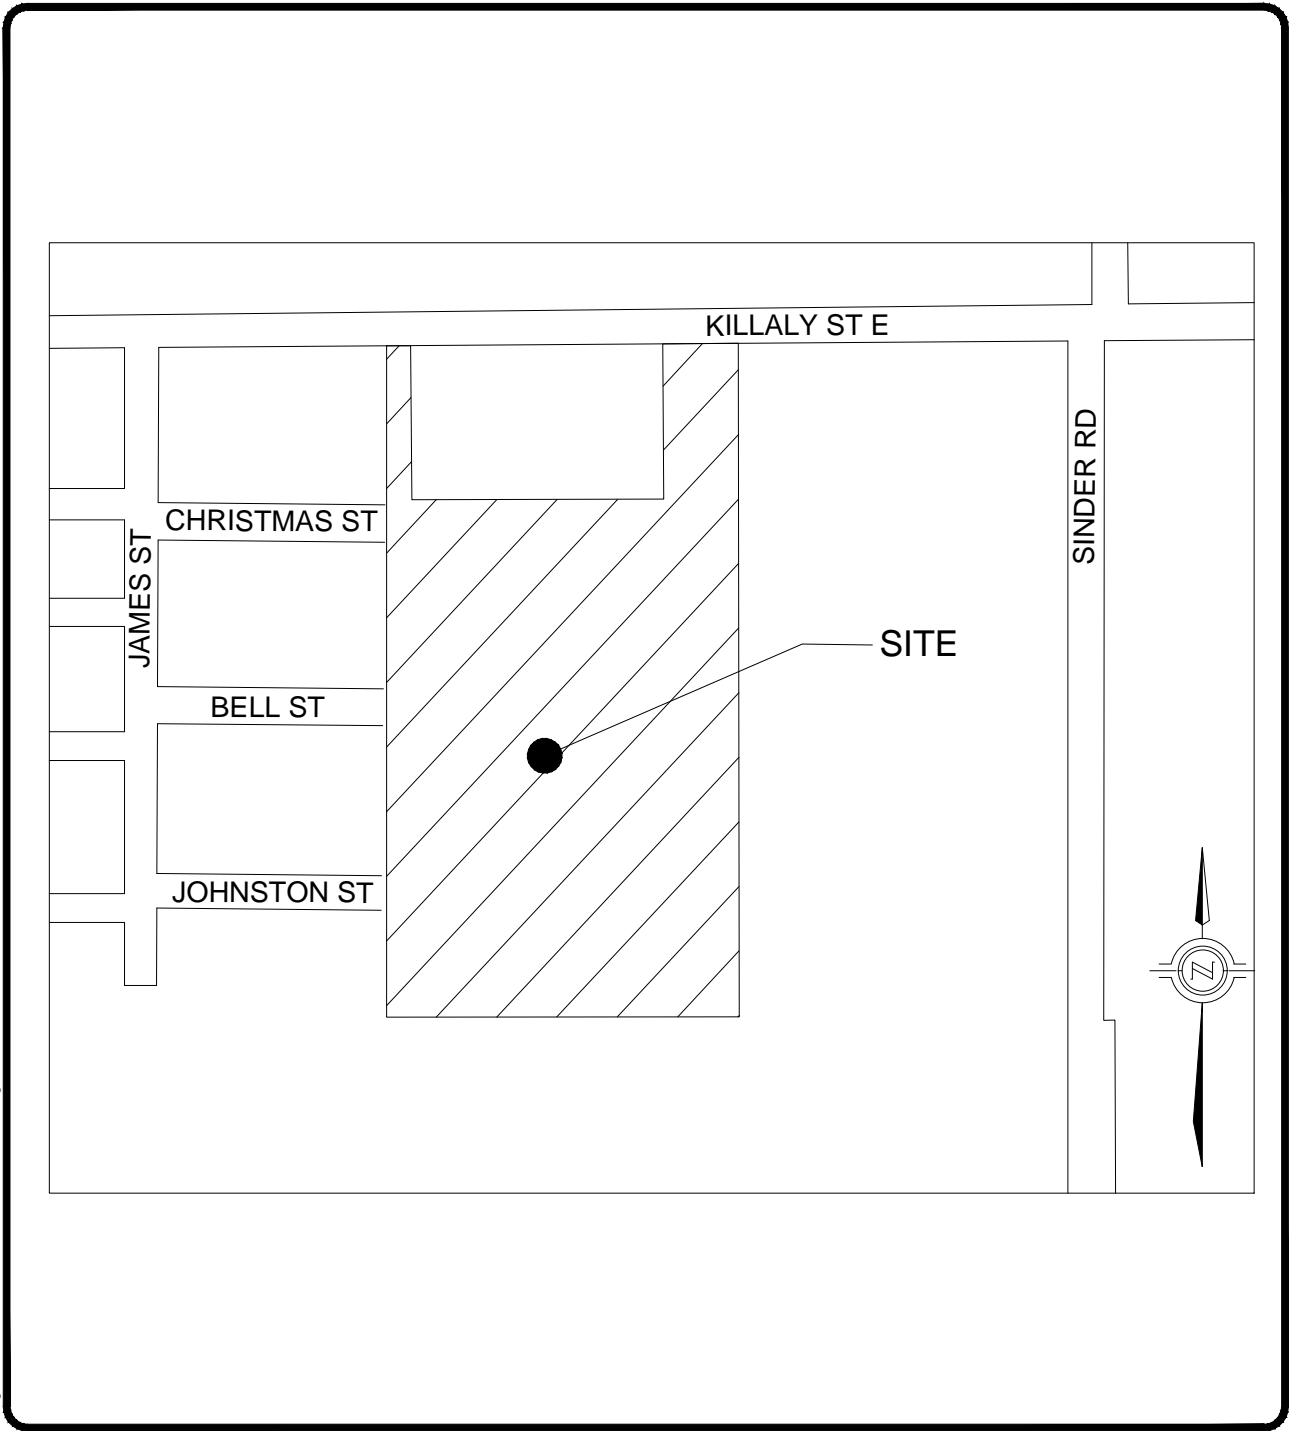 KILLALY ST E
SINDER RD
CHRISTMAS ST
JAMES ST
SITE
BELL ST
JOHNSTON ST
N